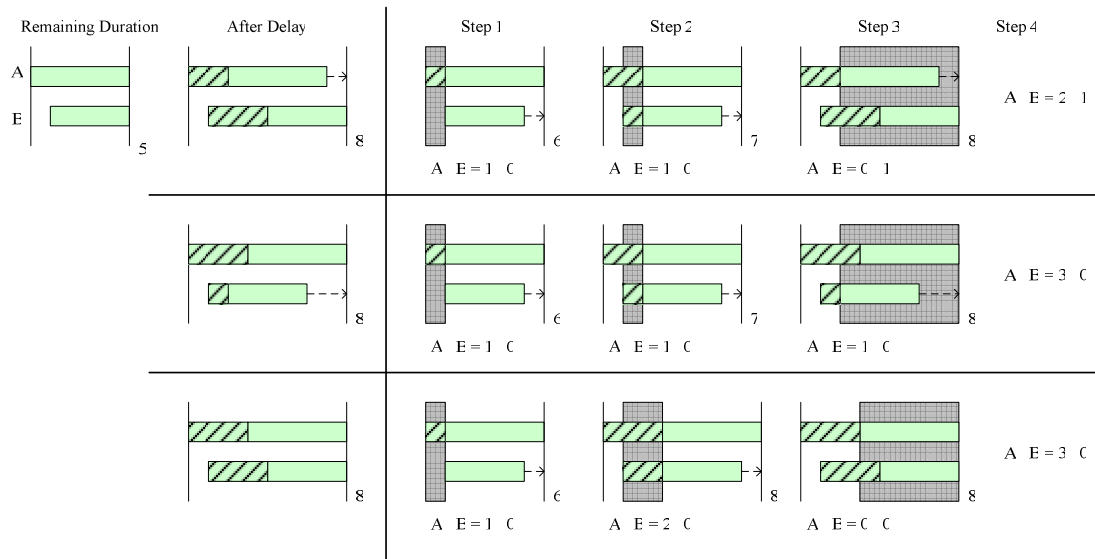 Remaining Duration
After Delay
Step 1
Step 2
Step 3
Step 4
A
B
5
8
6
7
8
A B = 2 1
A B = 1 0
A B = 1 0
A B = 0 1
8
6
7
8
A B = 3 0
A B = 1 0
A B = 1 0
A B = 1 0
8
6
8
8
A B = 3 0
A B = 1 0
A B = 2 0
A B = 0 0